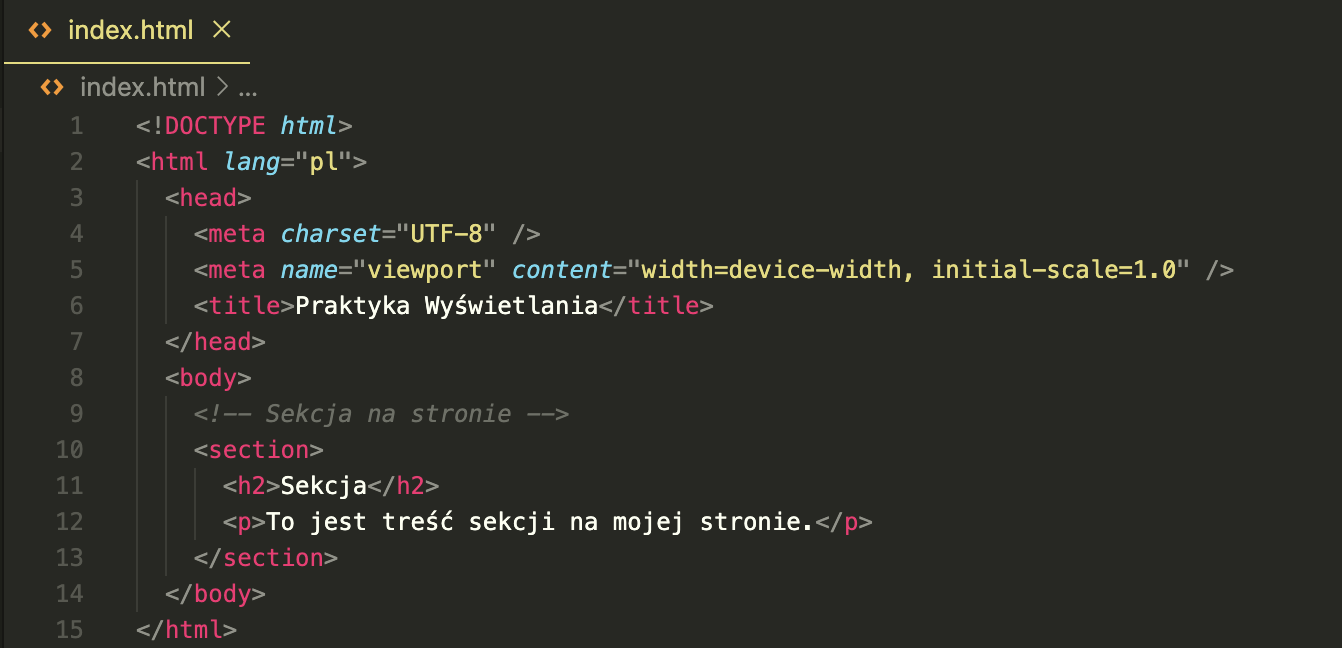 index.html
index.html > ...
1 <!DOCTYPE html>
2 <html lang="pl">
3 <head>
4 <meta charset="UTF-8" />
5 <meta name="viewport" content="width=device-width, initial-scale=1.0" />
6 <title>Praktyka Wyświetlania</title>
7 </head>
8 <body>
9 <!-- Sekcja na stronie -->
10 <section>
11 <h2>Sekcja</h2>
12 <p>To jest treść sekcji na mojej stronie.</p>
13 </section>
14 </body>
15 </html>